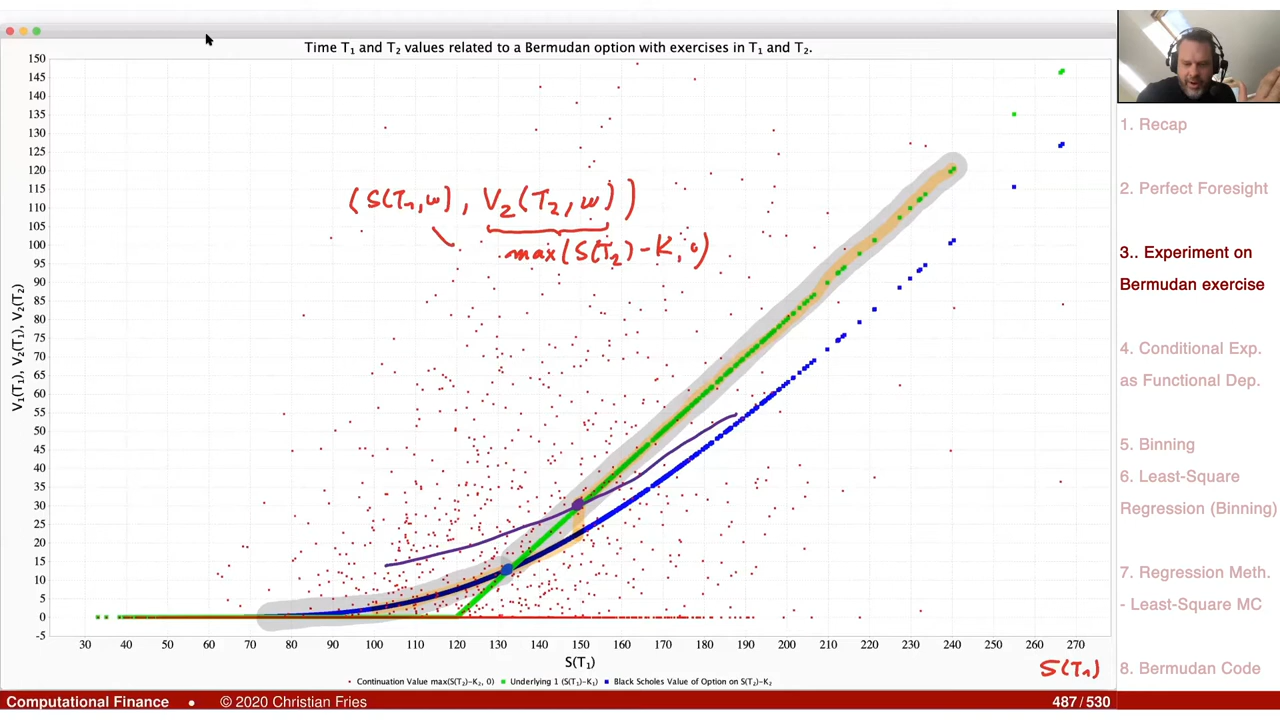 Time T₁ and T₂ values related to a Bermudan option with exercises in T₁ and T₂.
150
145
140
135
130
125
120
115
110
105
100
95
90
85
80
75
70
65
60
55
50
45
40
35
30
25
20
15
10
5
0
-5
V₁(T₁), V₂(T₁), V₂(T₂)
(S(T₁,ω), V₂(T₂,ω))
max(S(T₂)-K, 0)
30 40 50 60 70 80 90 100 110 120 130 140 150 160 170 180 190 200 210 220 230 240 250 260 270
S(T₁)
S(T₁)
Continuation Value max(S(T₂)-K₂, 0) Underlying 1 (S(T₁)-K₁) Black Scholes Value of Option on S(T₂)-K₂
1. Recap
2. Perfect Foresight
3.. Experiment on
Bermudan exercise
4. Conditional Exp.
as Functional Dep.
5. Binning
6. Least-Square
Regression (Binning)
7. Regression Meth.
- Least-Square MC
8. Bermudan Code
Computational Finance • © 2020 Christian Fries 487 / 530